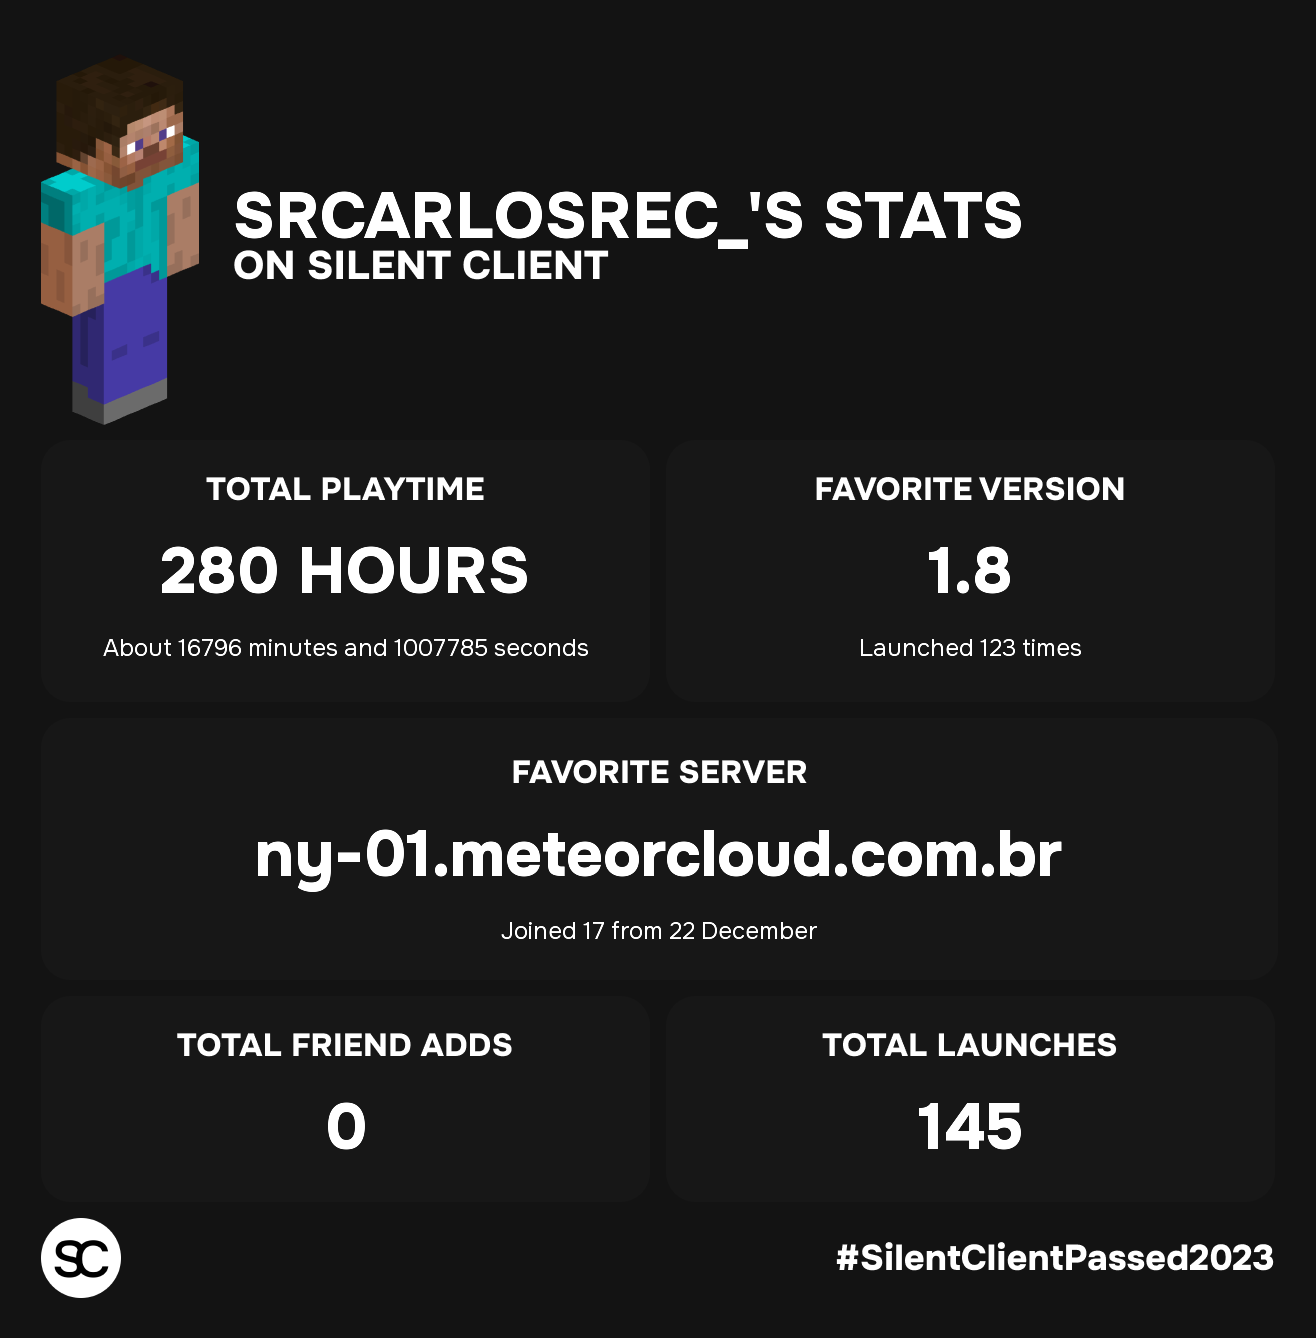 SRCARLOSREC_'S STATS
ON SILENT CLIENT
TOTAL PLAYTIME
280 HOURS
About 16796 minutes and 1007785 seconds
FAVORITE VERSION
1.8
Launched 123 times
FAVORITE SERVER
ny-01.meteorcloud.com.br
Joined 17 from 22 December
TOTAL FRIEND ADDS
0
TOTAL LAUNCHES
145
SC
#SilentClientPassed2023